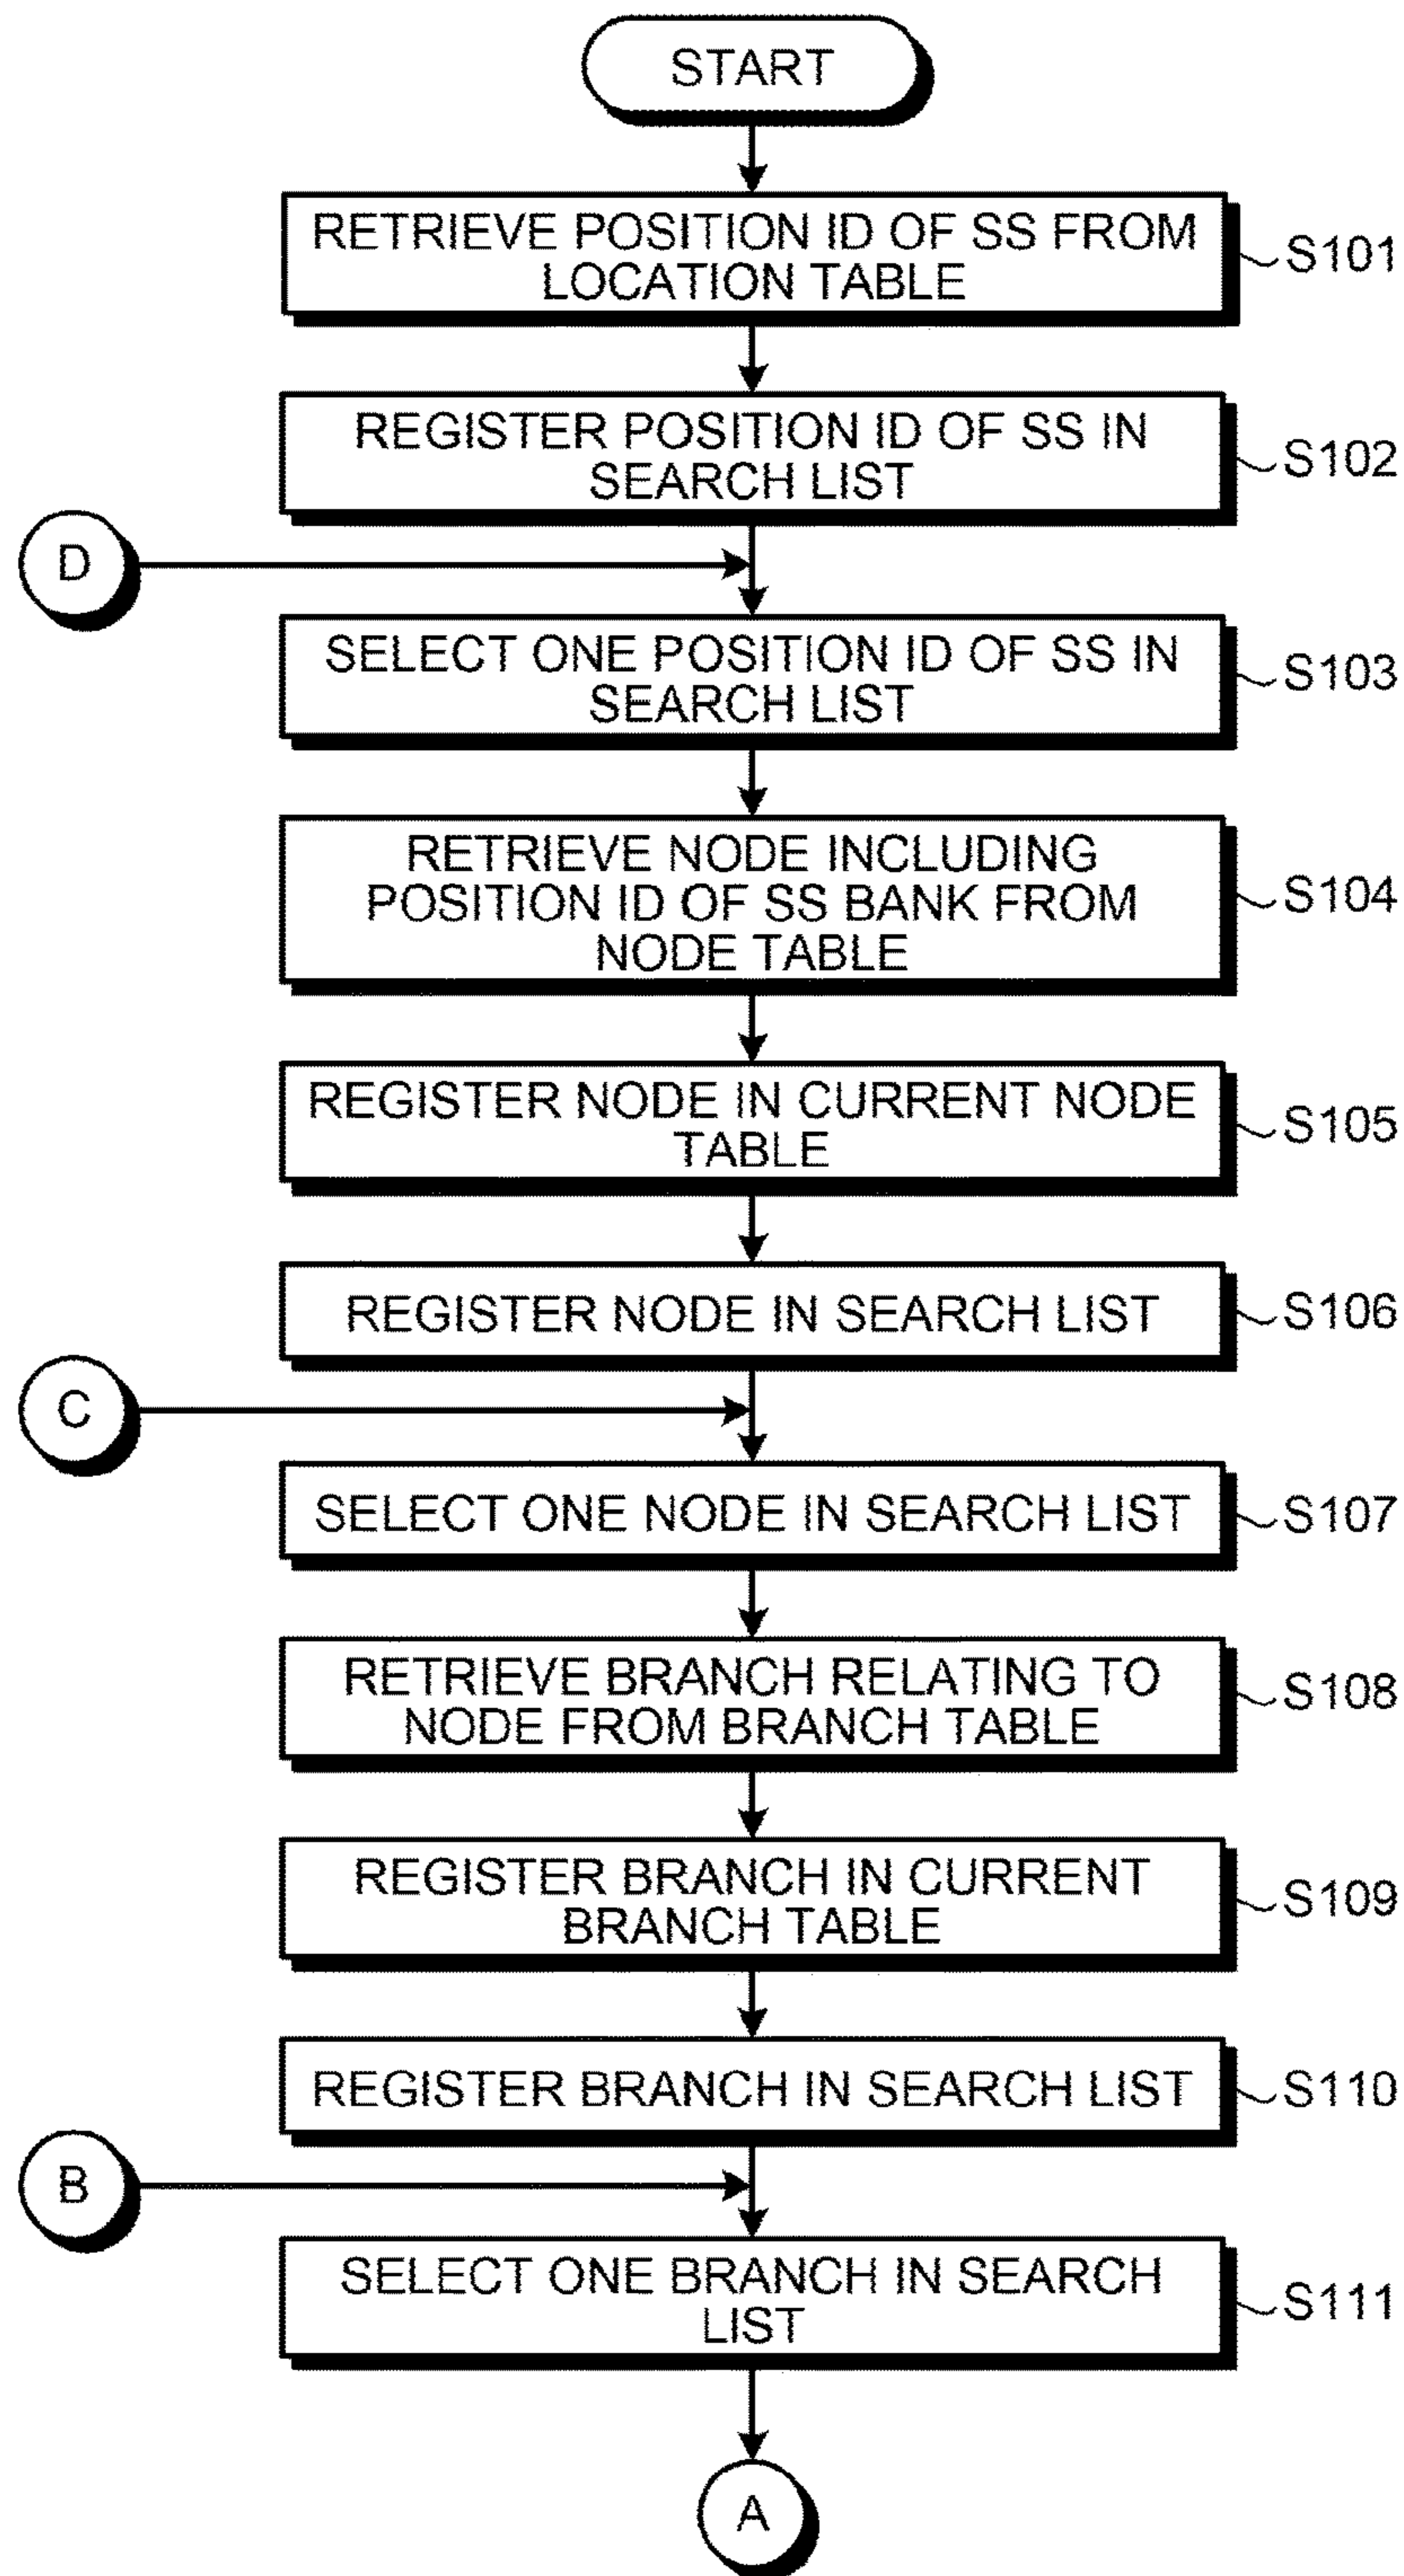 START
RETRIEVE POSITION ID OF SS FROM
LOCATION TABLE
S101
REGISTER POSITION ID OF SS IN
SEARCH LIST
S102
D
SELECT ONE POSITION ID OF SS IN
SEARCH LIST
S103
RETRIEVE NODE INCLUDING
POSITION ID OF SS BANK FROM
NODE TABLE
S104
REGISTER NODE IN CURRENT NODE
TABLE
S105
REGISTER NODE IN SEARCH LIST
S106
C
SELECT ONE NODE IN SEARCH LIST
S107
RETRIEVE BRANCH RELATING TO
NODE FROM BRANCH TABLE
S108
REGISTER BRANCH IN CURRENT
BRANCH TABLE
S109
REGISTER BRANCH IN SEARCH LIST
S110
B
SELECT ONE BRANCH IN SEARCH
LIST
S111
A